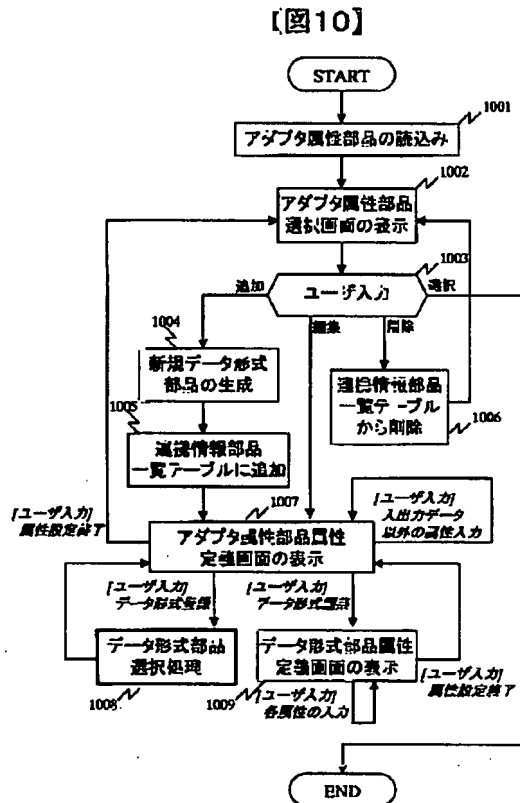 【図10】
START
1001
アダプタ属性部品の読込み
1002
アダプタ属性部品
選択画面の表示
1003
ユーザ入力
追加
選択
編集
削除
1004
新規データ形式
部品の生成
1005
連携情報部品
一覧テーブルに追加
連携情報部品
一覧テーブル
から削除
1006
1007
[ユーザ入力]
属性設定終了
アダプタ属性部品属性
定義画面の表示
[ユーザ入力]
入出力データ
以外の属性入力
[ユーザ入力]
データ形式
[ユーザ入力]
データ形式
データ形式部品
選択処理
1008
データ形式部品属性
定義画面の表示
1009
[ユーザ入力]
各属性の入力
[ユーザ入力]
属性設定終了
END